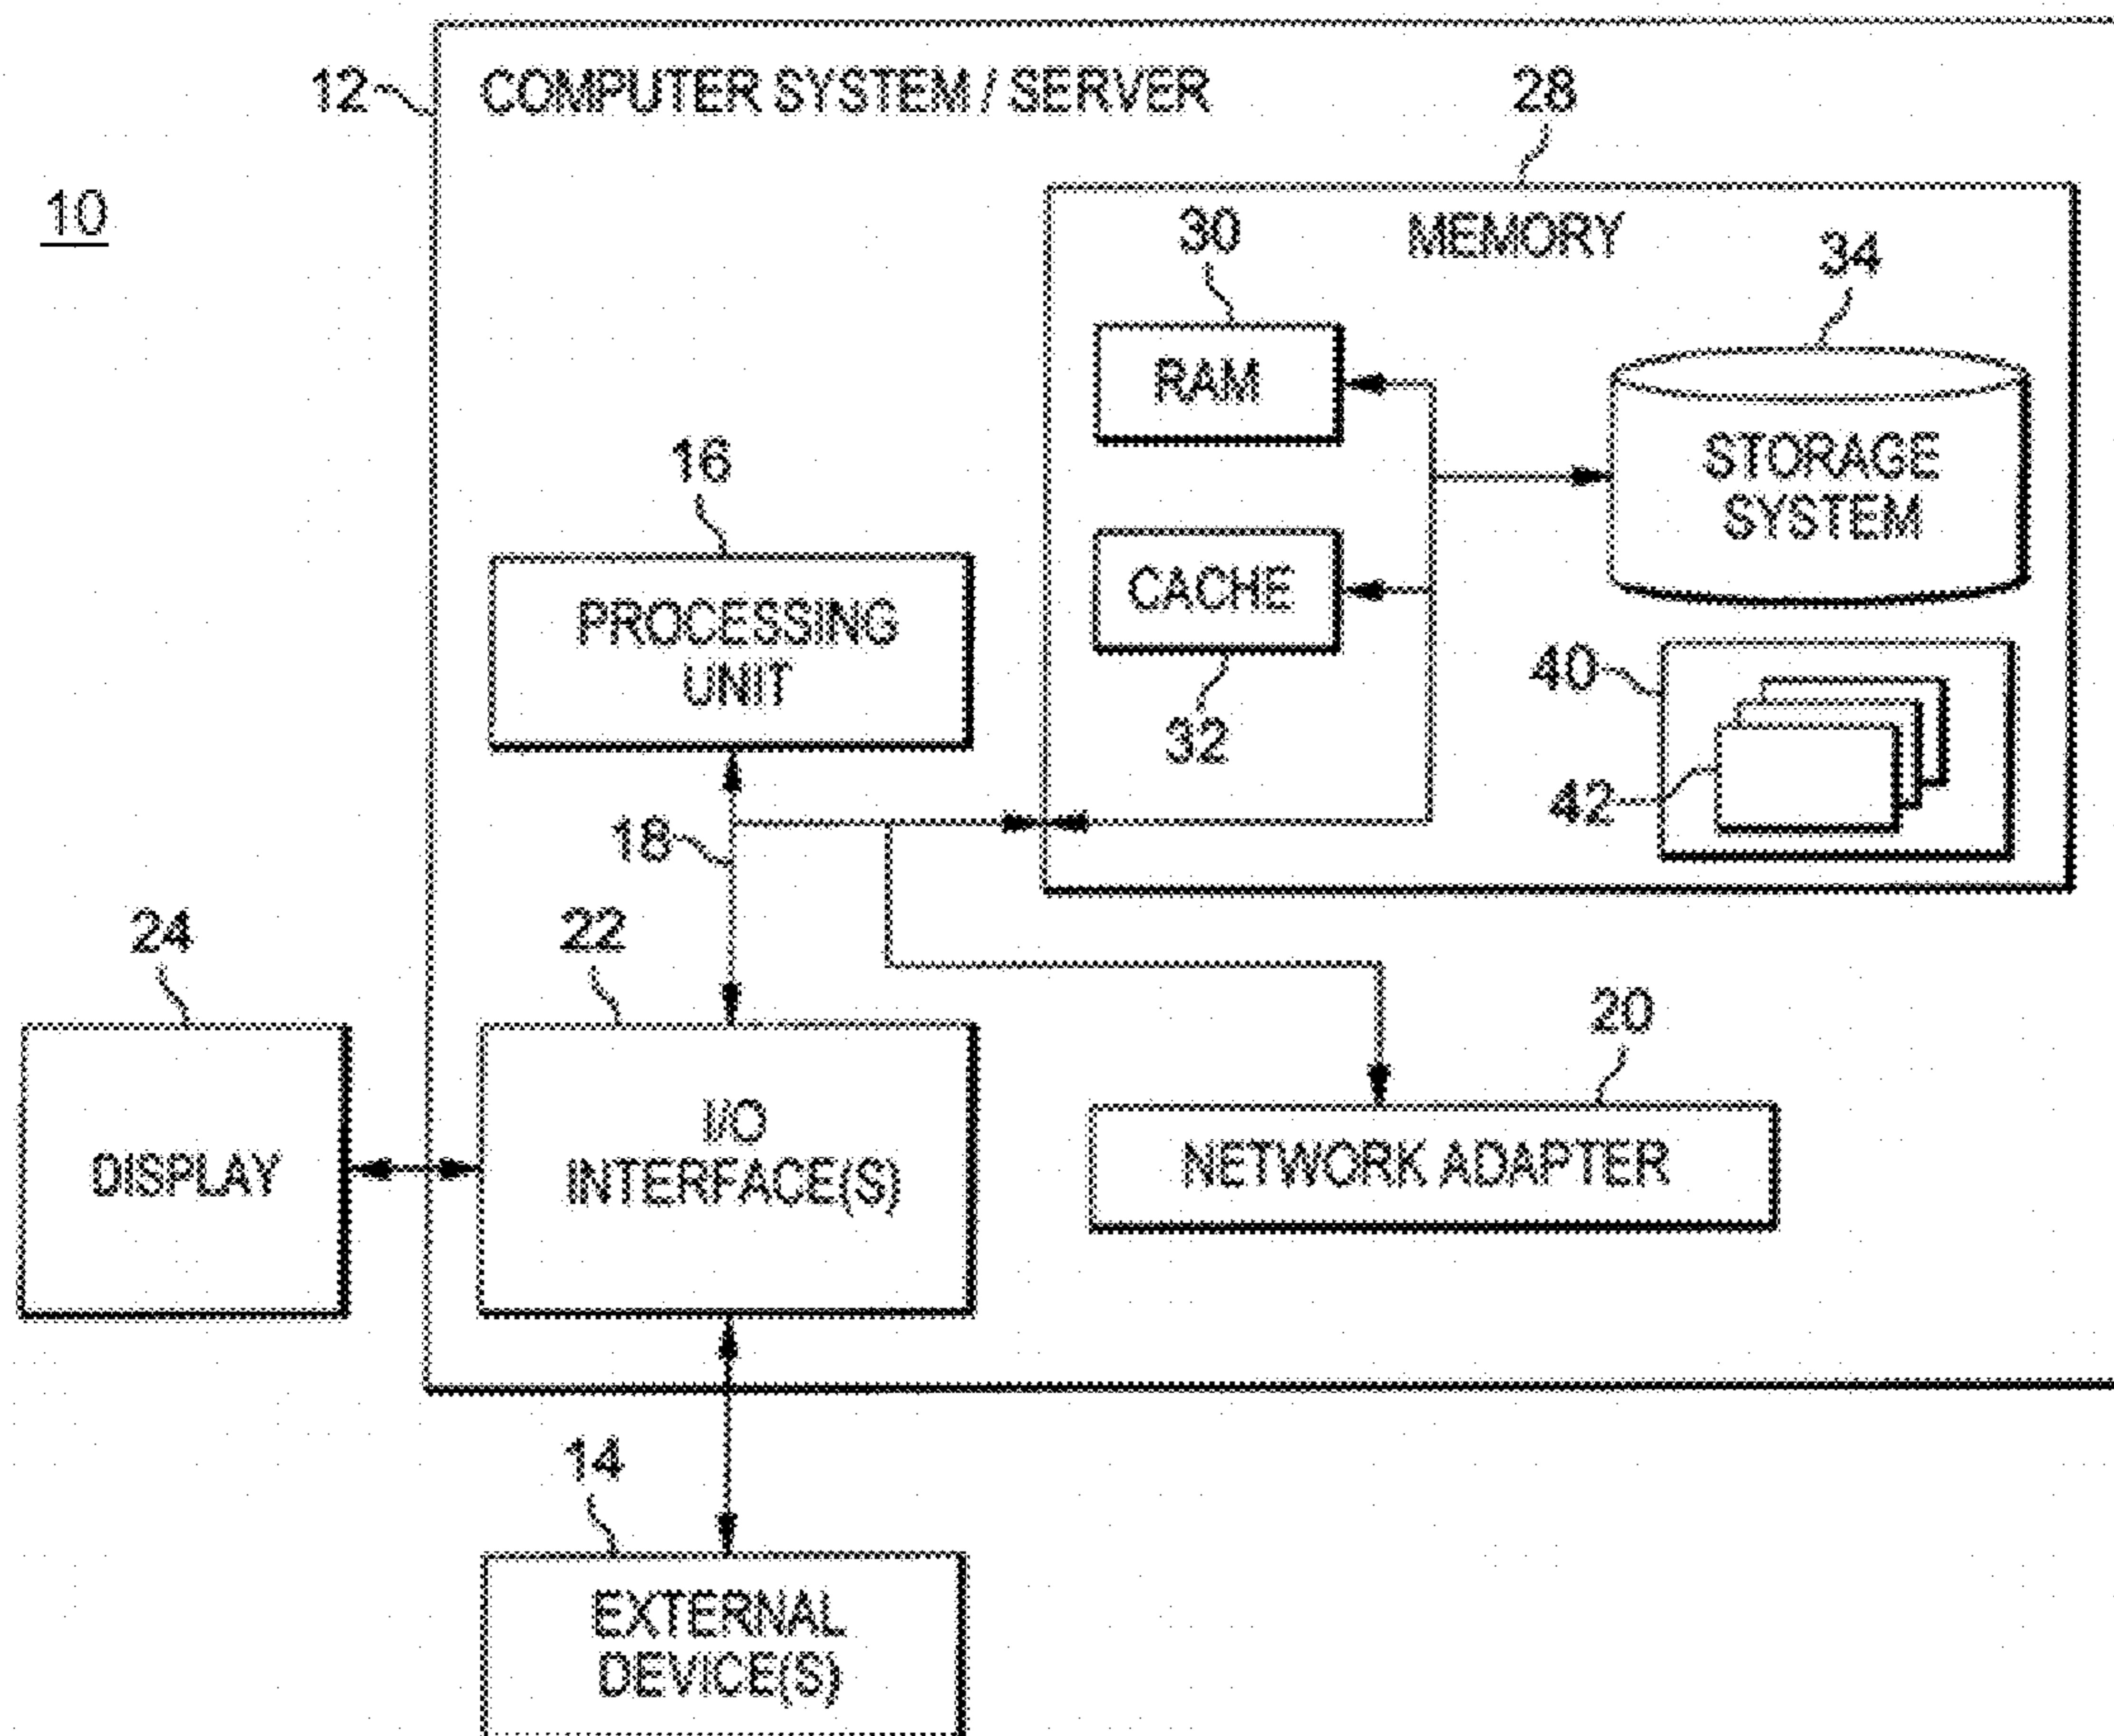 12
COMPUTER SYSTEM / SERVER
28
10
30
MEMORY
34
RAM
16
STORAGE
SYSTEM
PROCESSING
UNIT
CACHE
32
40
42
18
24
22
20
DISPLAY
I/O
INTERFACE(S)
NETWORK ADAPTER
14
EXTERNAL
DEVICE(S)